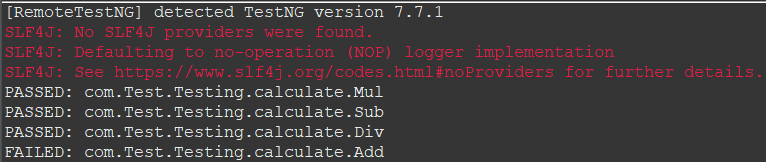 [RemoteTestNG] detected TestNG version 7.7.1
SLF4J: No SLF4J providers were found.
SLF4J: Defaulting to no-operation (NOP) logger implementation
SLF4J: See https://www.slf4j.org/codes.html#noProviders for further details.
PASSED: com.Test.Testing.calculate.Mul
PASSED: com.Test.Testing.calculate.Sub
PASSED: com.Test.Testing.calculate.Div
FAILED: com.Test.Testing.calculate.Add